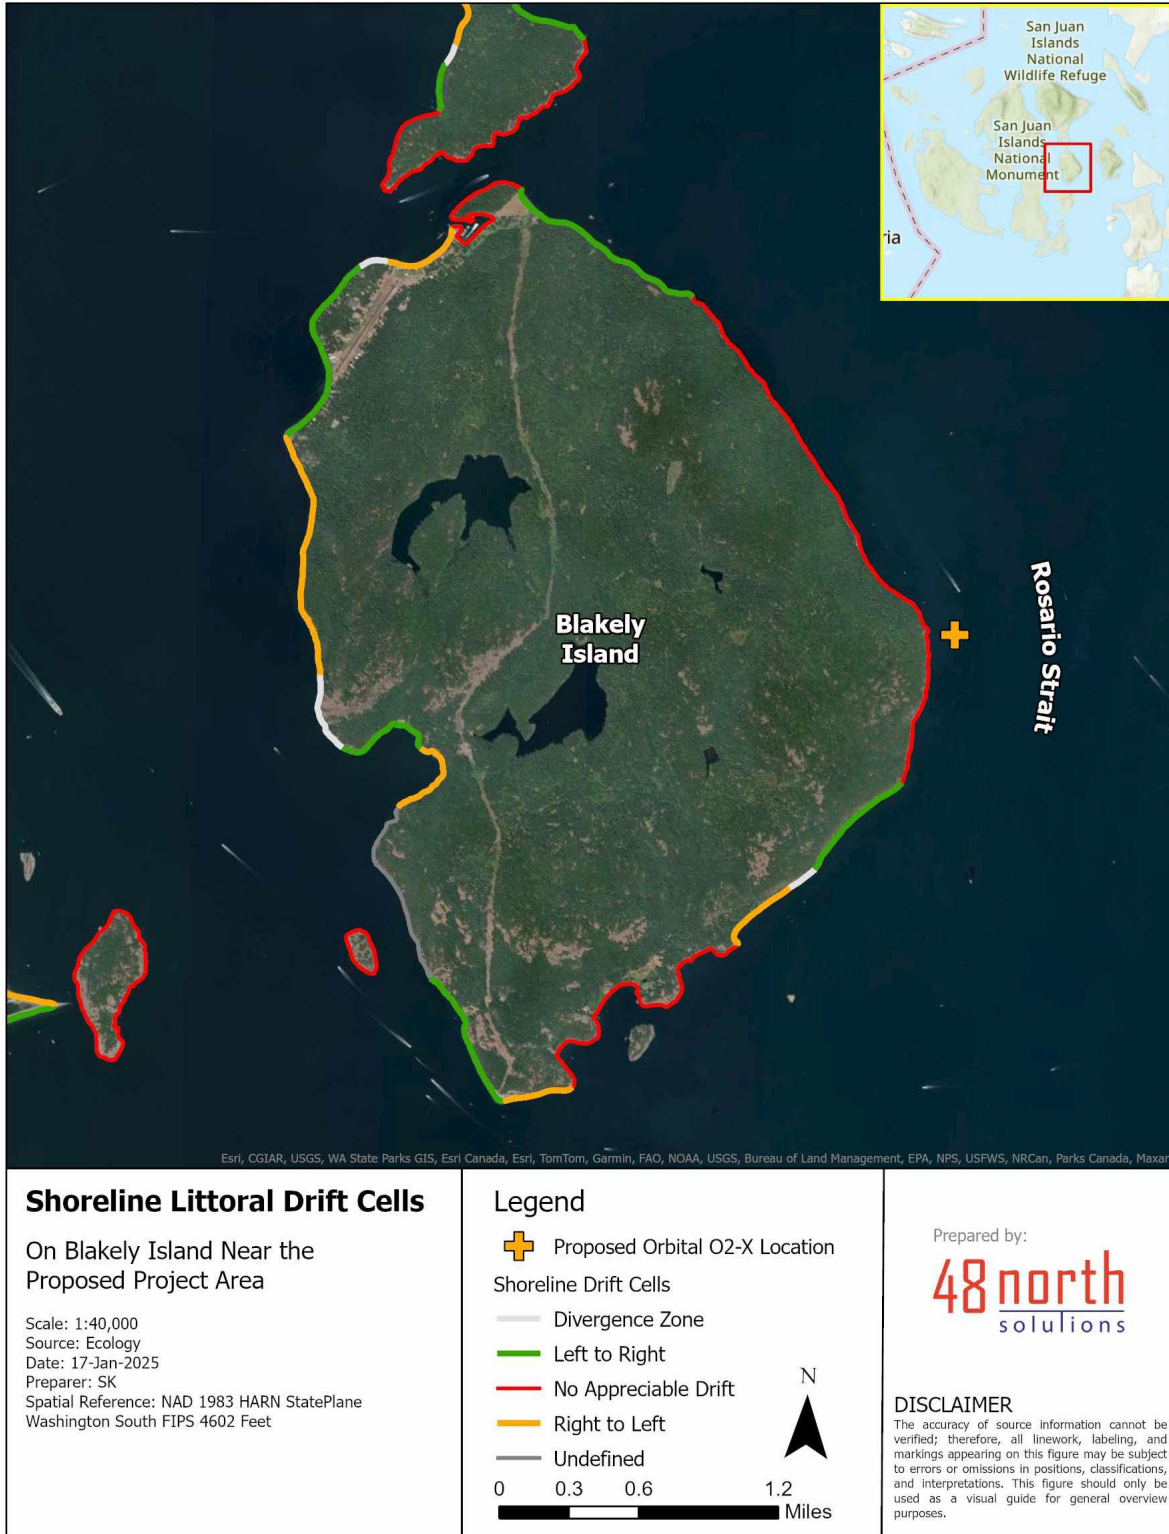 San Juan
Islands
National
Wildlife Refuge
San Juan
Islands
National
Monument
ria
Blakely
Island
Rosario Strait
Esri, CGIAR, USGS, WA State Parks GIS, Esri Canada, Esri, TomTom, Garmin, FAO, NOAA, USGS, Bureau of Land Management, EPA, NPS, USFWS, NRCan, Parks Canada, Maxar
Shoreline Littoral Drift Cells
On Blakely Island Near the
Proposed Project Area
Scale: 1:40,000
Source: Ecology
Date: 17-Jan-2025
Preparer: SK
Spatial Reference: NAD 1983 HARN StatePlane
Washington South FIPS 4602 Feet
Legend
Proposed Orbital O2-X Location
Shoreline Drift Cells
Divergence Zone
Left to Right
No Appreciable Drift
Right to Left
Undefined
N
0 0.3 0.6 1.2
Miles
Prepared by:
48 north
solutions
DISCLAIMER
The accuracy of source information cannot be
verified; therefore, all linework, labeling, and
markings appearing on this figure may be subject
to errors or omissions in positions, classifications,
and interpretations. This figure should only be
used as a visual guide for general overview
purposes.